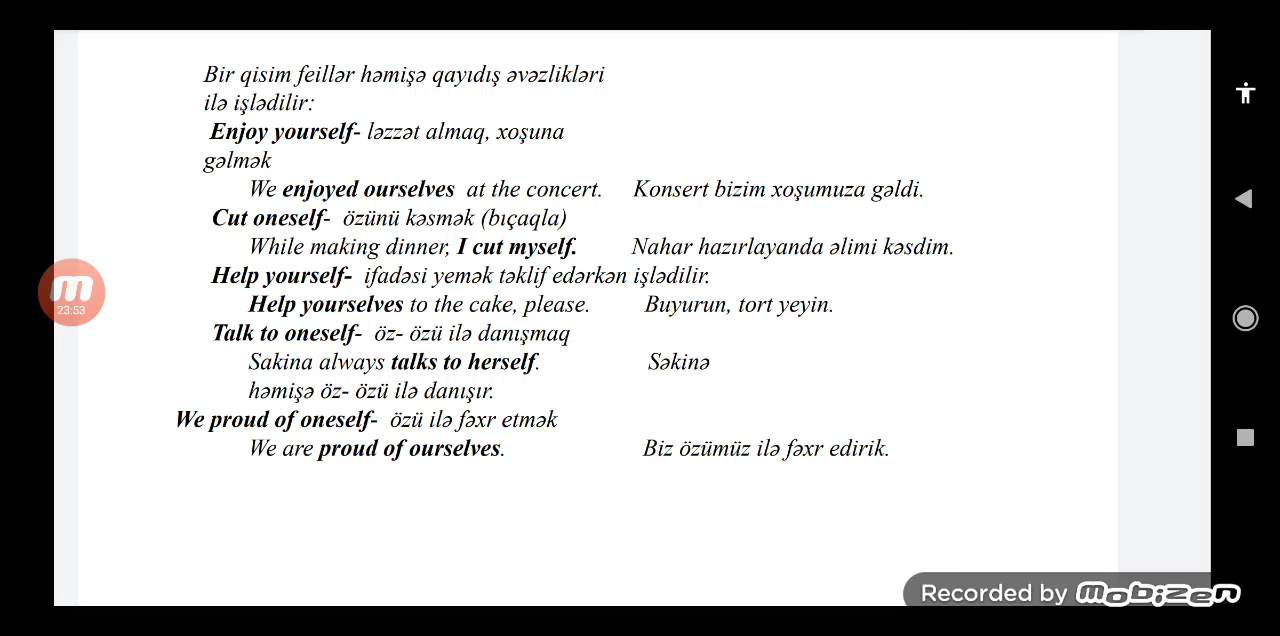 Bir qisim feillər həmişə qayıdış əvəzlikləri
ilə işlədilir:
Enjoy yourself- ləzzət almaq, xoşuna
gəlmək
We enjoyed ourselves at the concert. Konsert bizim xoşumuza gəldi.
Cut oneself- özünü kəsmək (bıçaqla)
While making dinner, I cut myself. Nahar hazırlayanda əlimi kəsdim.
Help yourself- ifadəsi yemək təklif edərkən işlədilir.
Help yourselves to the cake, please. Buyurun, tort yeyin.
Talk to oneself- öz- özü ilə danışmaq
Sakina always talks to herself. Səkinə
həmişə öz- özü ilə danışır.
We proud of oneself- özü ilə fəxr etmək
We are proud of ourselves. Biz özümüz ilə fəxr edirik.
m
23:53
Recorded by mobizen